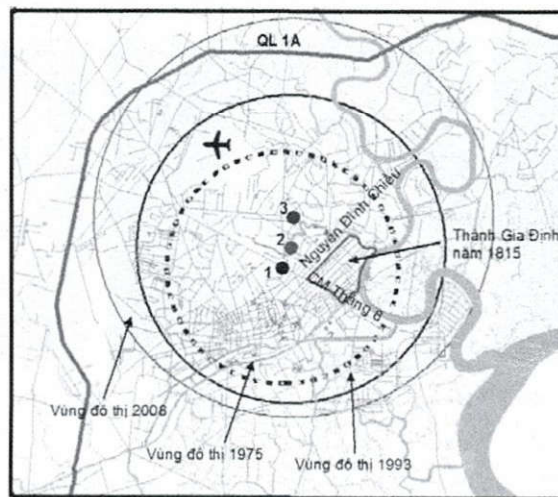 QL 1A
3
Nguyễn Đình Chiểu
2
Thành Gia Định
năm 1815
1
CM Tháng 8
Vùng đô thị 2008
Vùng đô thị 1975
Vùng đô thị 1993